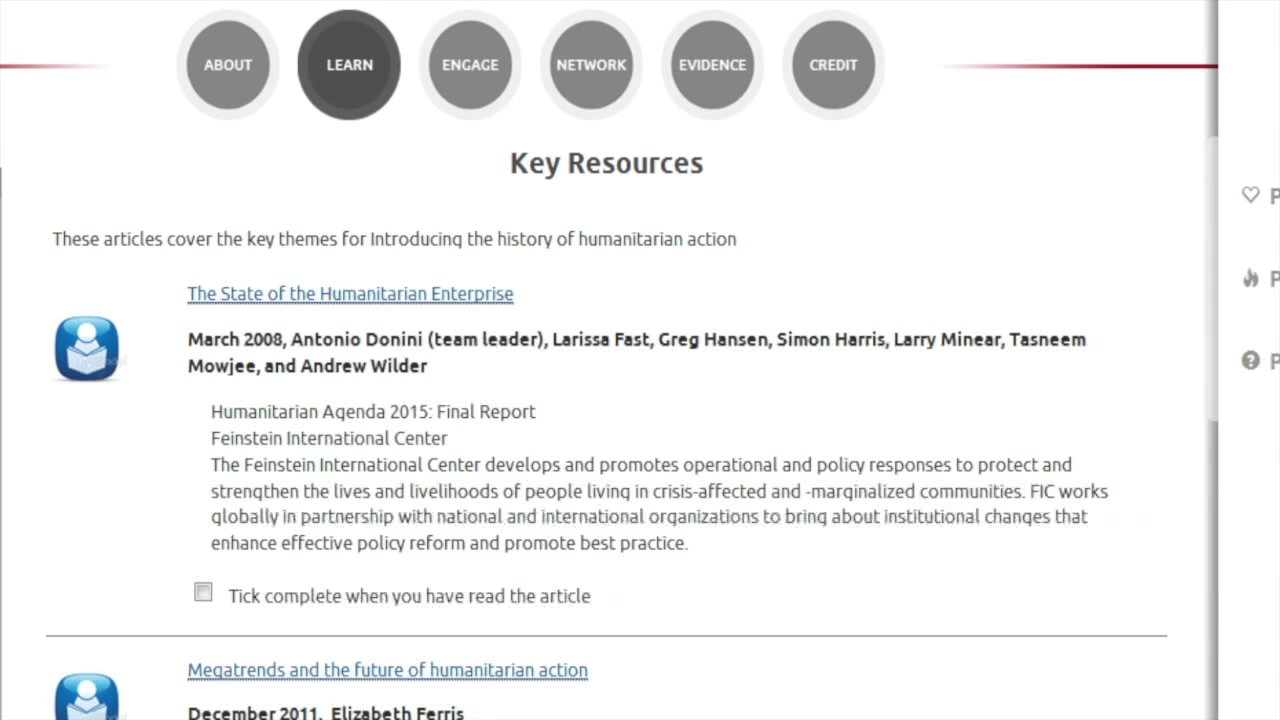 ABOUT
LEARN
ENGAGE
NETWORK
EVIDENCE
CREDIT
Key Resources
These articles cover the key themes for Introducing the history of humanitarian action
The State of the Humanitarian Enterprise
March 2008, Antonio Donini (team leader), Larissa Fast, Greg Hansen, Simon Harris, Larry Minear, Tasneem
Mowjee, and Andrew Wilder
Humanitarian Agenda 2015: Final Report
Feinstein International Center
The Feinstein International Center develops and promotes operational and policy responses to protect and
strengthen the lives and livelihoods of people living in crisis-affected and -marginalized communities. FIC works
globally in partnership with national and international organizations to bring about institutional changes that
enhance effective policy reform and promote best practice.
Tick complete when you have read the article
Megatrends and the future of humanitarian action
December 2011, Elizabeth Ferris
P
P
P